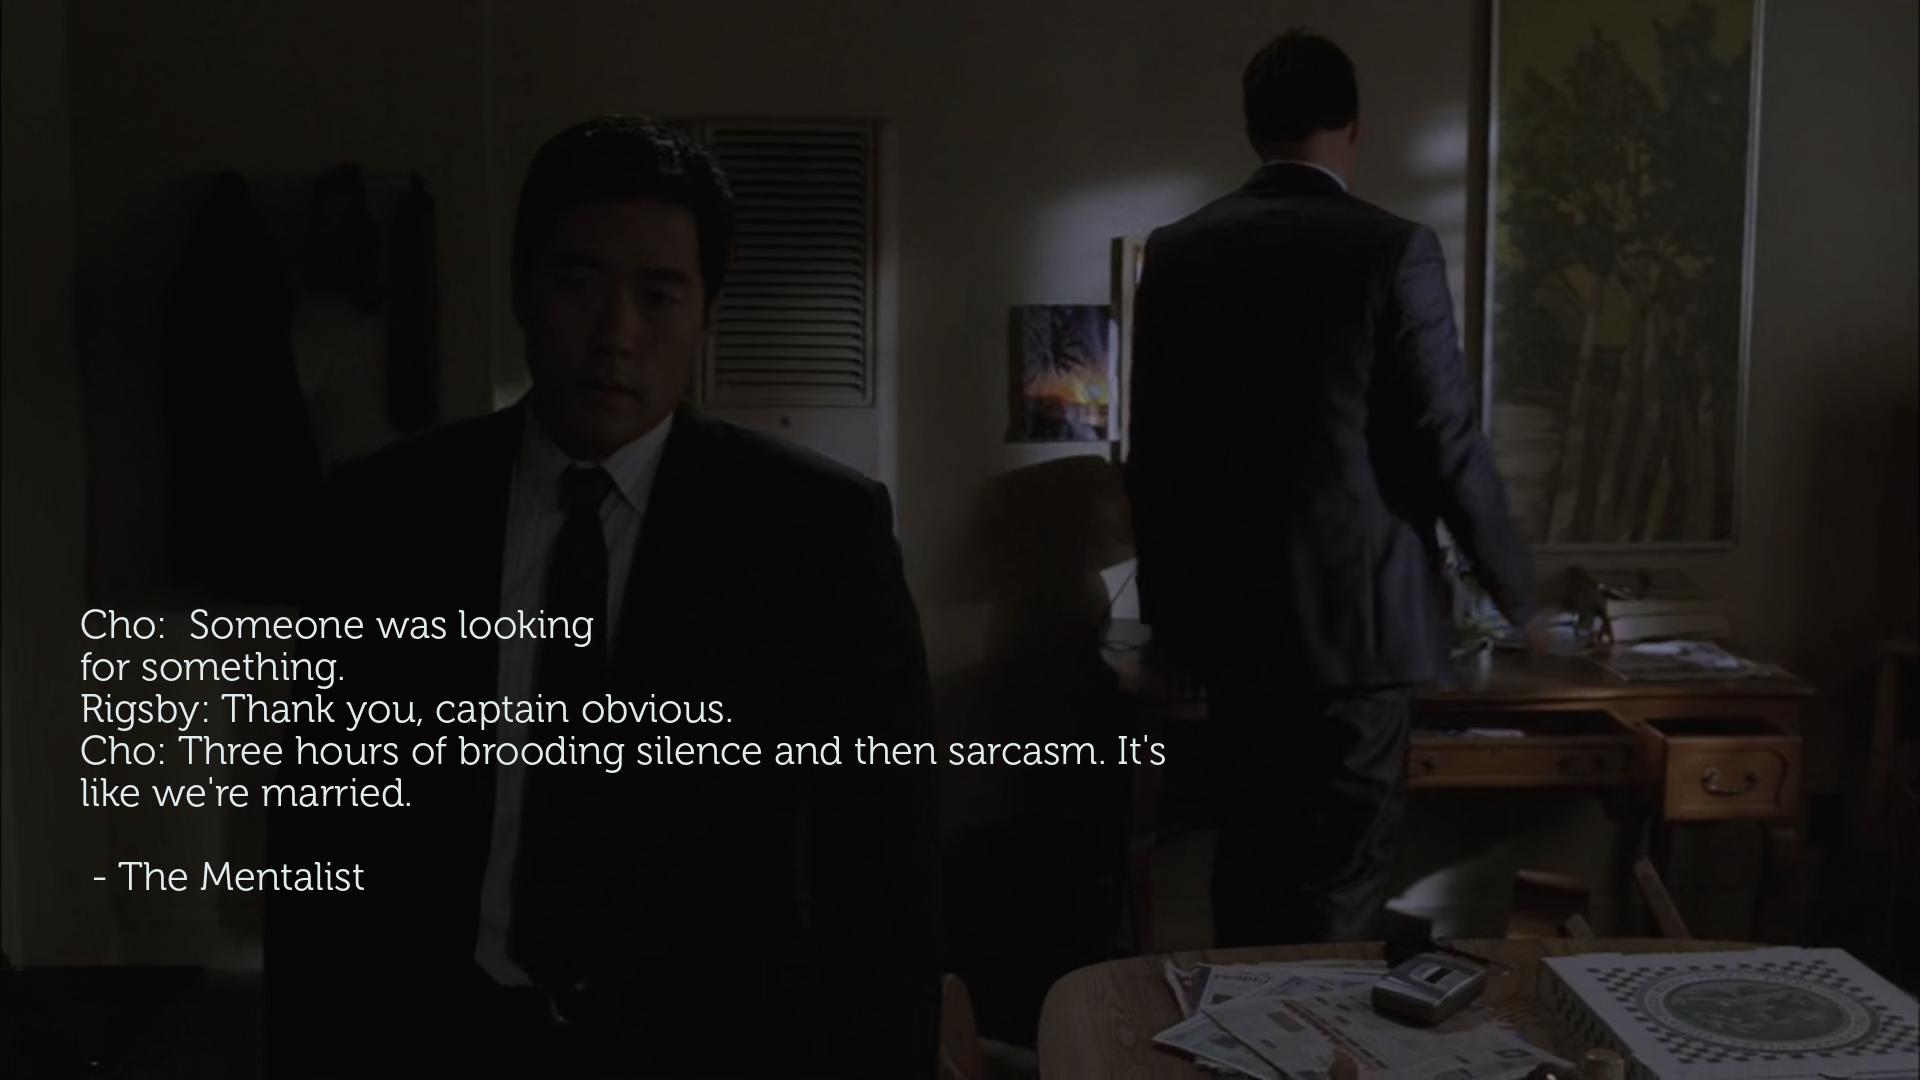 Cho:  Someone was looking
for something.
Rigsby: Thank you, captain obvious.
Cho: Three hours of brooding silence and then sarcasm. It's
like we're married.
- The Mentalist